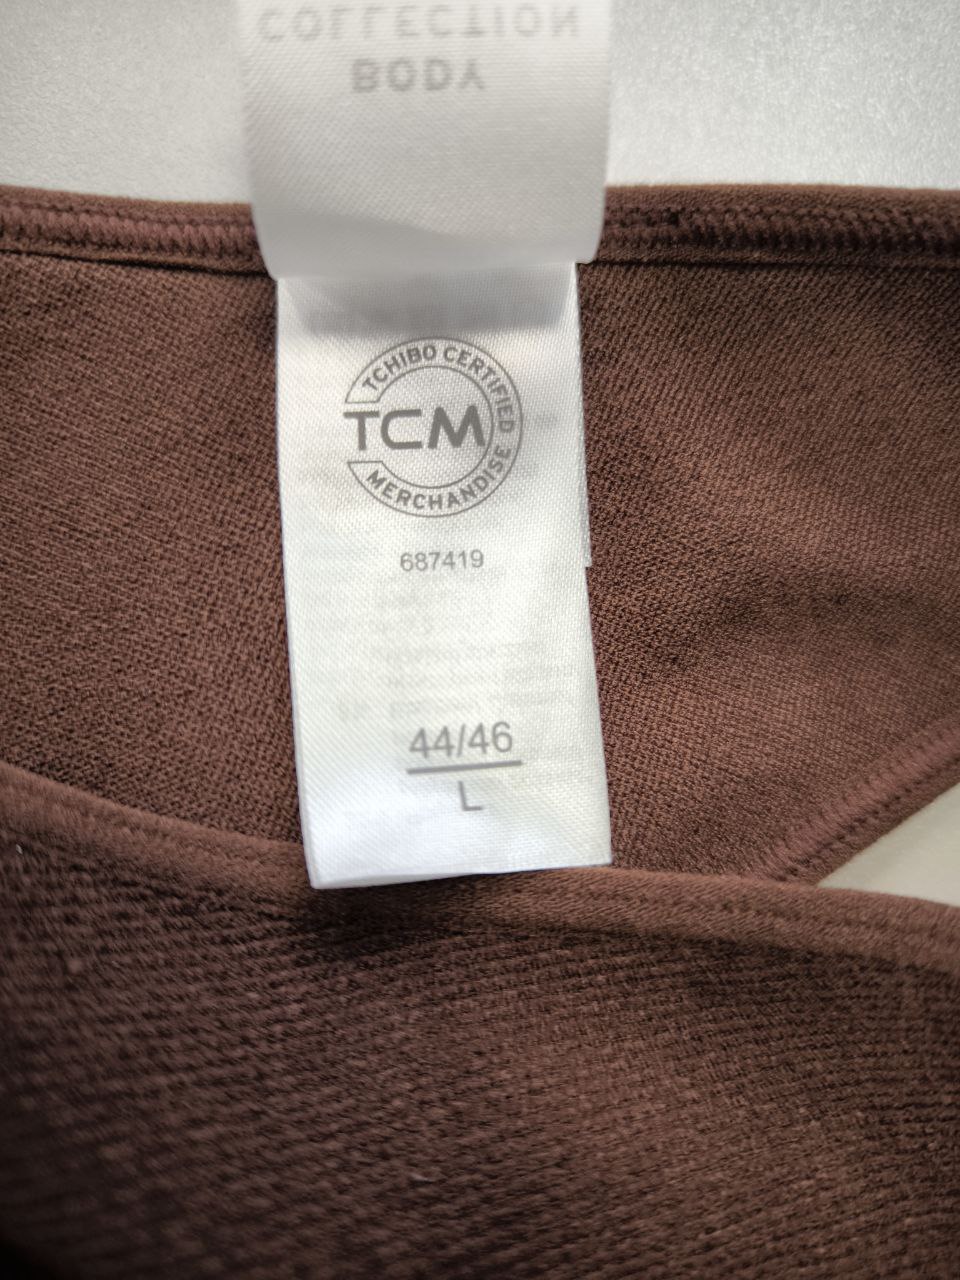 COLLECTION
BODY
TCHIBO CERTIFIED
TCM
MERCHANDISE
687419
44/46
L